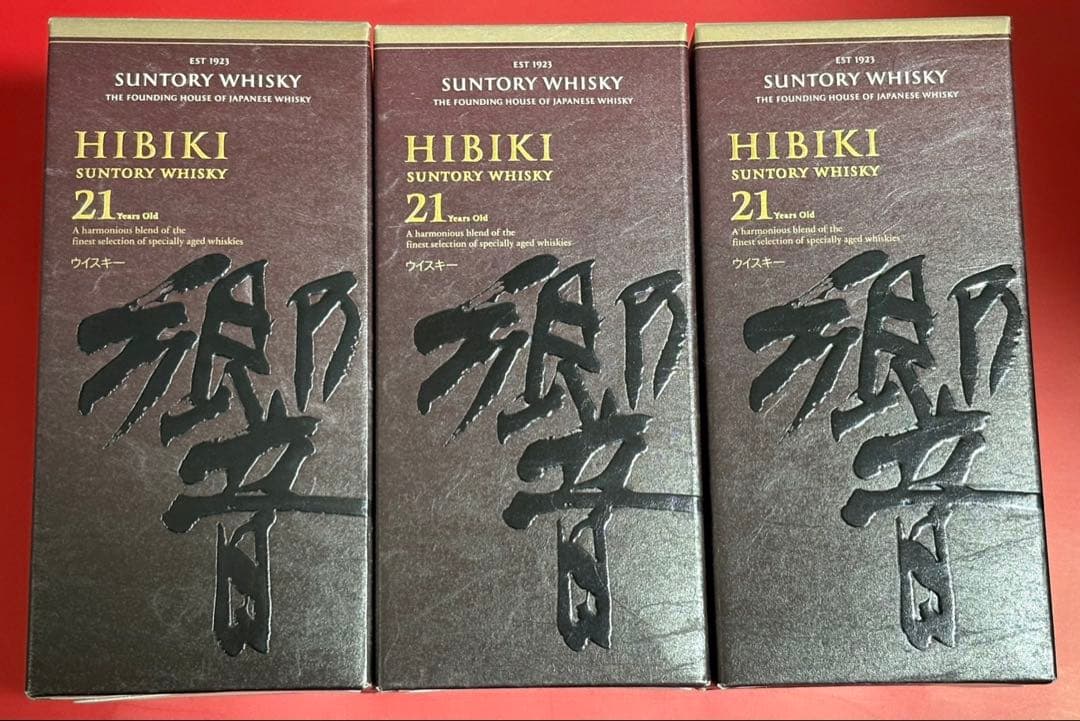 EST 1923
SUNTORY WHISKY
THE FOUNDING HOUSE OF JAPANESE WHISKY
HIBIKI
SUNTORY WHISKY
21 Years Old
A harmonious blend of the
finest selection of specially aged whiskies
ウイスキー
響
EST 1923
SUNTORY WHISKY
THE FOUNDING HOUSE OF JAPANESE WHISKY
HIBIKI
SUNTORY WHISKY
21 Years Old
A harmonious blend of the
finest selection of specially aged whiskies
ウイスキー
響
EST 1923
SUNTORY WHISKY
THE FOUNDING HOUSE OF JAPANESE WHISKY
HIBIKI
SUNTORY WHISKY
21 Years Old
A harmonious blend of the
finest selection of specially aged whiskies
ウイスキー
響